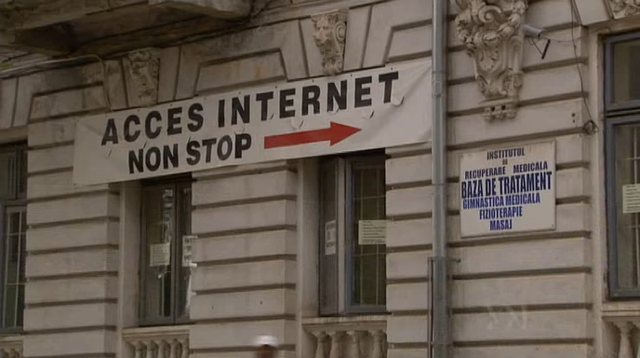 ACCES INTERNET
NON STOP
INSTITUTUL
DE
RECUPERARE MEDICALA
BAZA DE TRATAMENT
GIMNASTICA MEDICALA
FIZIOTERAPIE
MASAJ